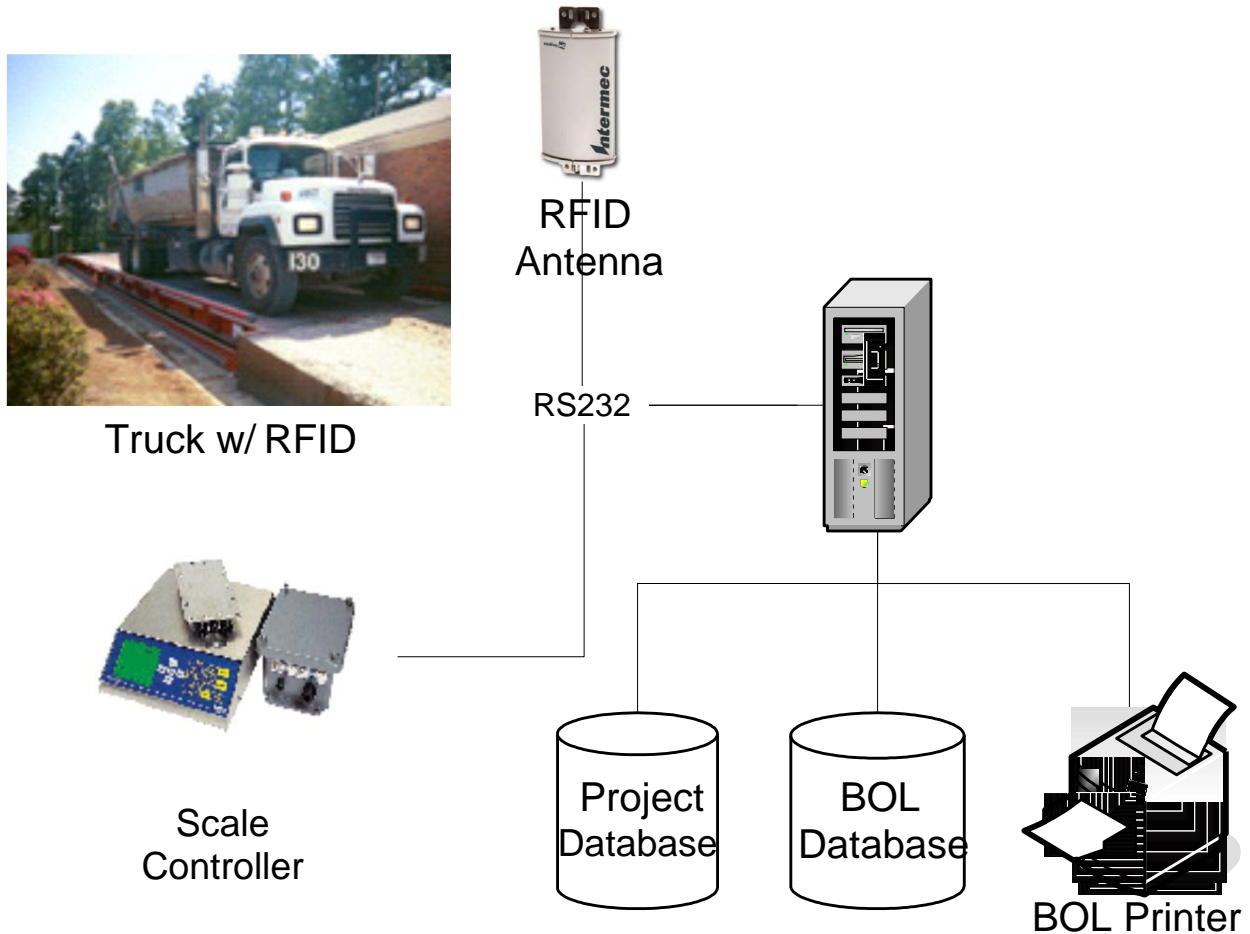 Intermec
RFID
Antenna
130
RS232
Truck w/ RFID
Project
Database
BOL
Database
Scale
Controller
BOL Printer